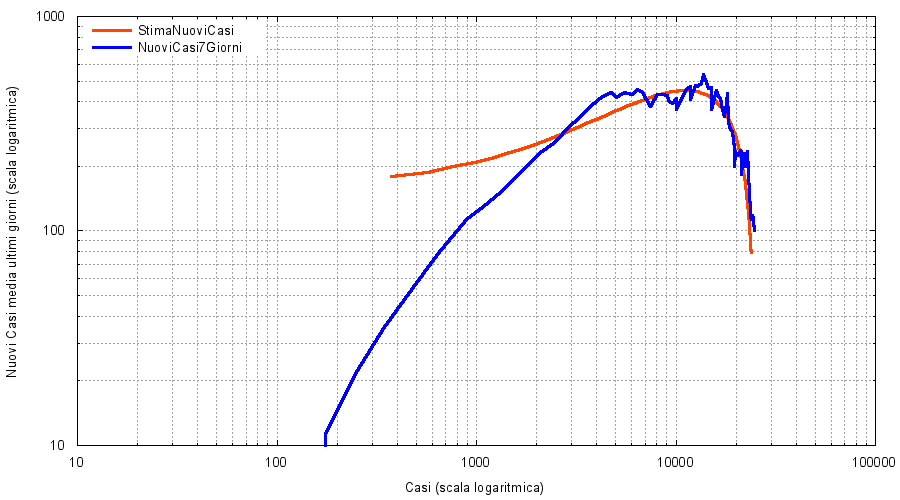 1000
StimaNuoviCasi
NuoviCasi7Giorni
100
10
Nuovi Casi media ultimi giorni (scala logaritmica)
10 100 1000 10000 100000
Casi (scala logaritmica)